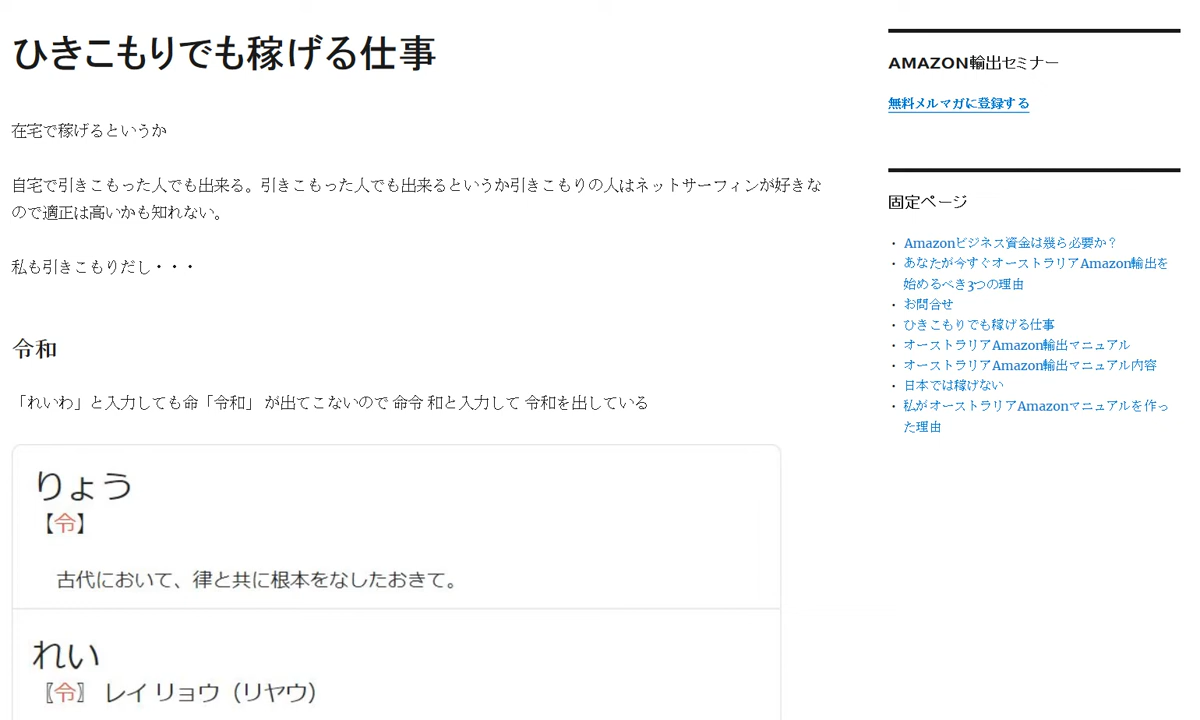 ひきこもりでも稼げる仕事
在宅で稼げるというか
自宅で引きこもった人でも出来る。引きこもった人でも出来るというか引きこもりの人はネットサーフィンが好きな
ので適正は高いかも知れない。
私も引きこもりだし・・・
令和
「れいわ」と入力しても命「令和」 が出てこないので 命令 和と入力して 令和を出している
りょう
【令】
古代において、律と共に根本をなしたおきて。
れい
〖令〗 レイ リョウ（リヤウ）
AMAZON輸出セミナー
無料メルマガに登録する
固定ページ
・ Amazonビジネス資金は幾ら必要か？
・ あなたが今すぐオーストラリアAmazon輸出を
始めるべき3つの理由
・ お問合せ
・ ひきこもりでも稼げる仕事
・ オーストラリアAmazon輸出マニュアル
・ オーストラリアAmazon輸出マニュアル内容
・ 日本では稼げない
・ 私がオーストラリアAmazonマニュアルを作っ
た理由